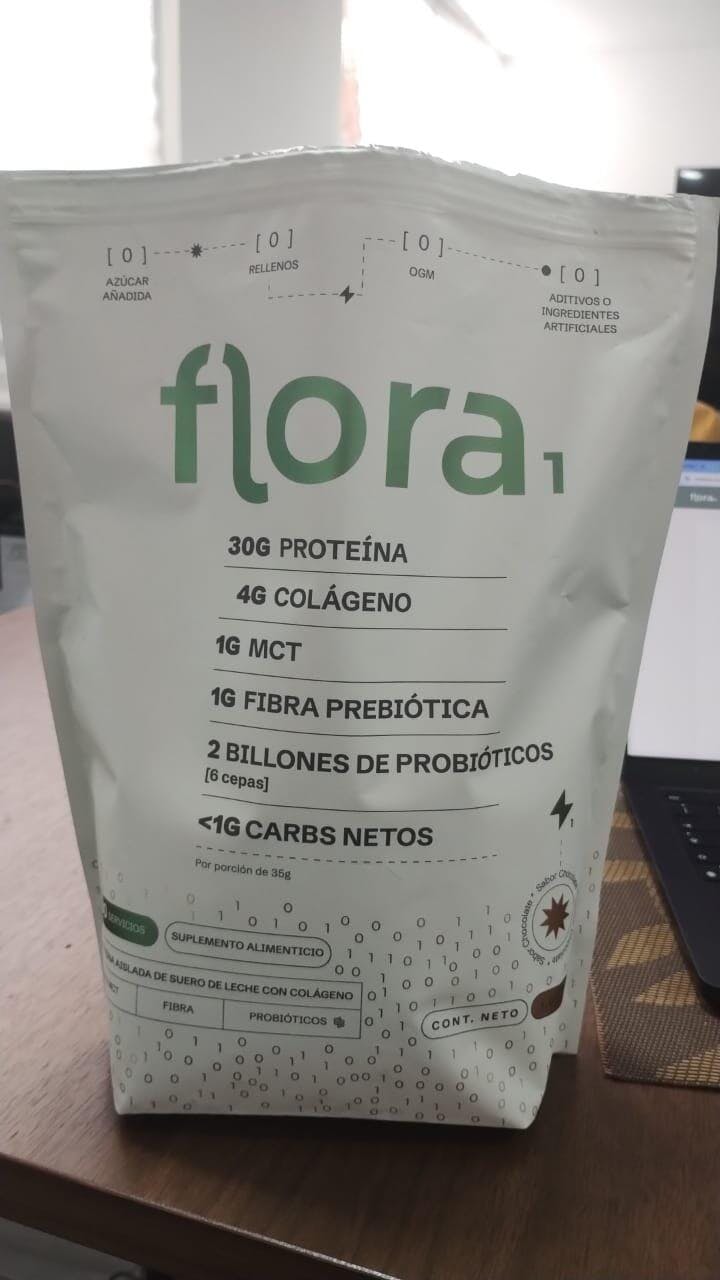 [ 0 ]
AZÚCAR
AÑADIDA
[ 0 ]
RELLENOS
[ 0 ]
OGM
[ 0 ]
ADITIVOS O
INGREDIENTES
ARTIFICIALES
flora1
30G PROTEÍNA
4G COLÁGENO
1G MCT
1G FIBRA PREBIÓTICA
2 BILLONES DE PROBIÓTICOS
[6 cepas]
<1G CARBS NETOS
Por porción de 35g
SERVICIOS
SUPLEMENTO ALIMENTICIO
AISLADA DE SUERO DE LECHE CON COLÁGENO
MCT
FIBRA
PROBIÓTICOS
Sabor Chocolate
CONT. NETO
flora